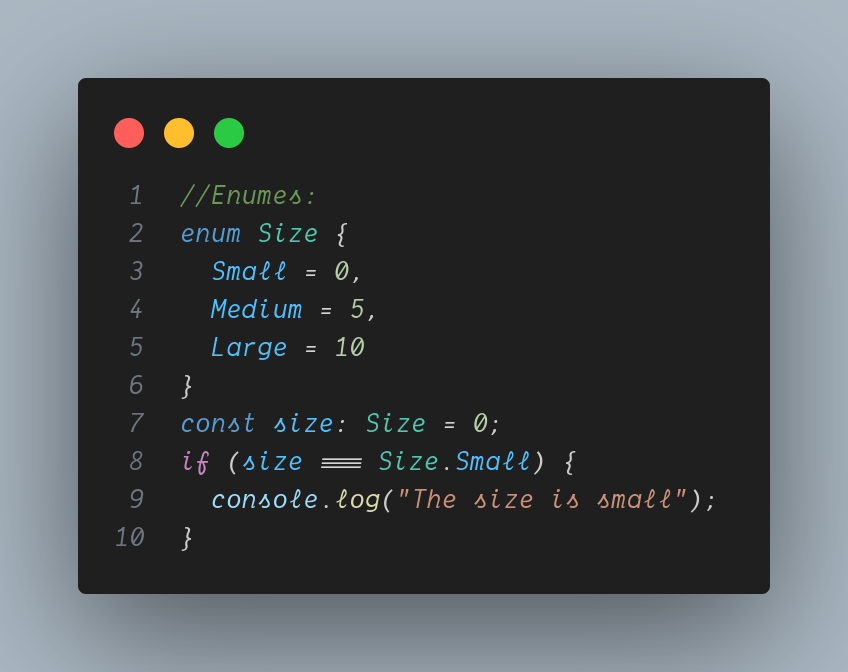 1 //Enumes:
2 enum Size {
3   Small = 0,
4   Medium = 5,
5   Large = 10
6 }
7 const size: Size = 0;
8 if (size === Size.Small) {
9   console.log("The size is small");
10 }